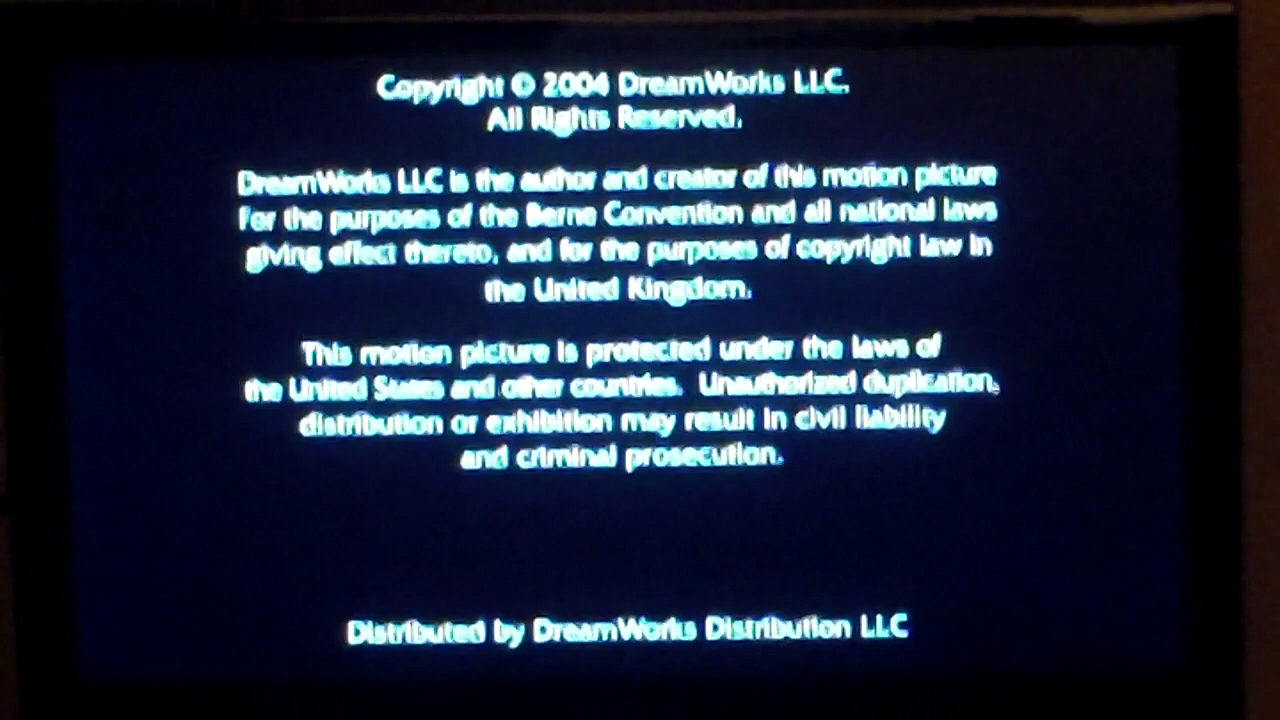 Copyright © 2004 DreamWorks LLC.
All Rights Reserved.
DreamWorks LLC is the author and creator of this motion picture
For the purposes of the Berne Convention and all national laws
giving effect thereto, and for the purposes of copyright law in
the United Kingdom.
This motion picture is protected under the laws of
the United States and other countries. Unauthorized duplication,
distribution or exhibition may result in civil liability
and criminal prosecution.
Distributed by DreamWorks Distribution LLC